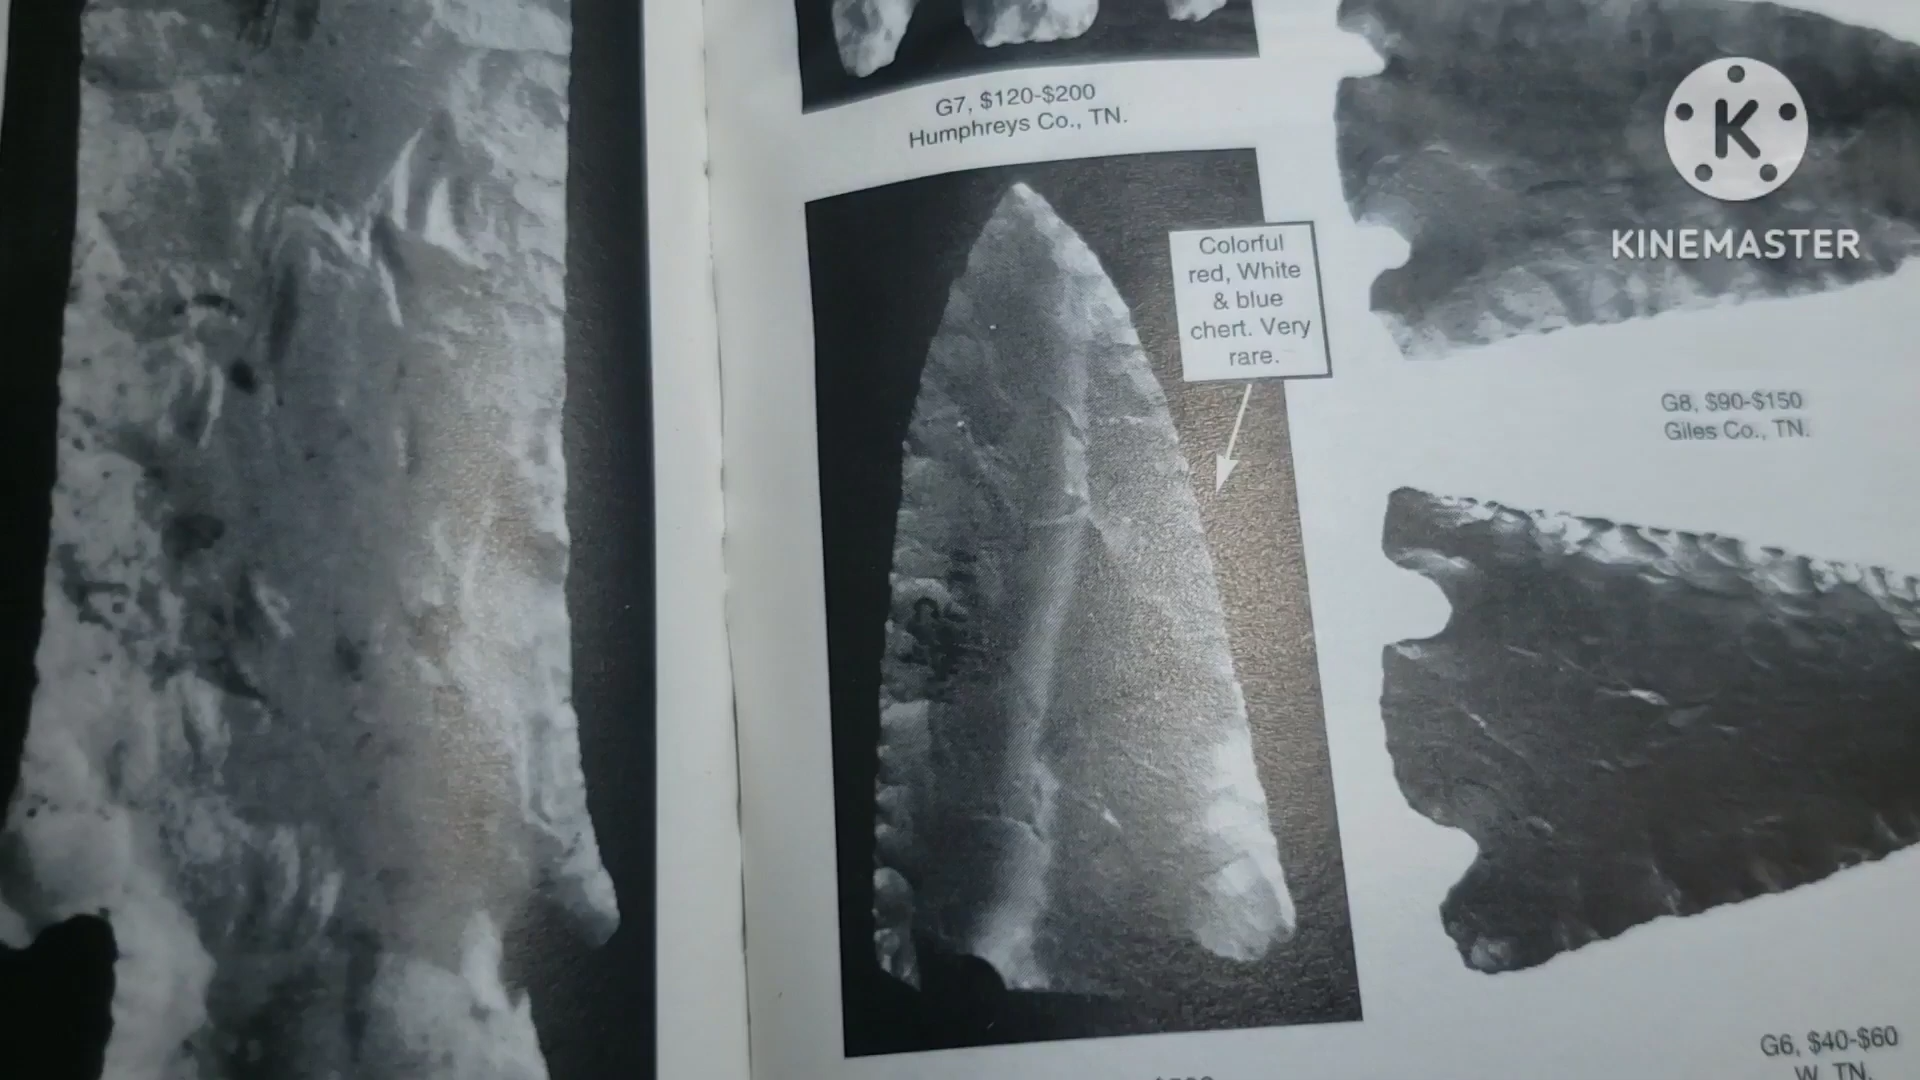 G7, $120-$200
Humphreys Co., TN.
Colorful
red, White
& blue
chert. Very
rare.
K
KINEMASTER
G8, $90-$150
Giles Co., TN.
G6, $40-$60
W. TN.